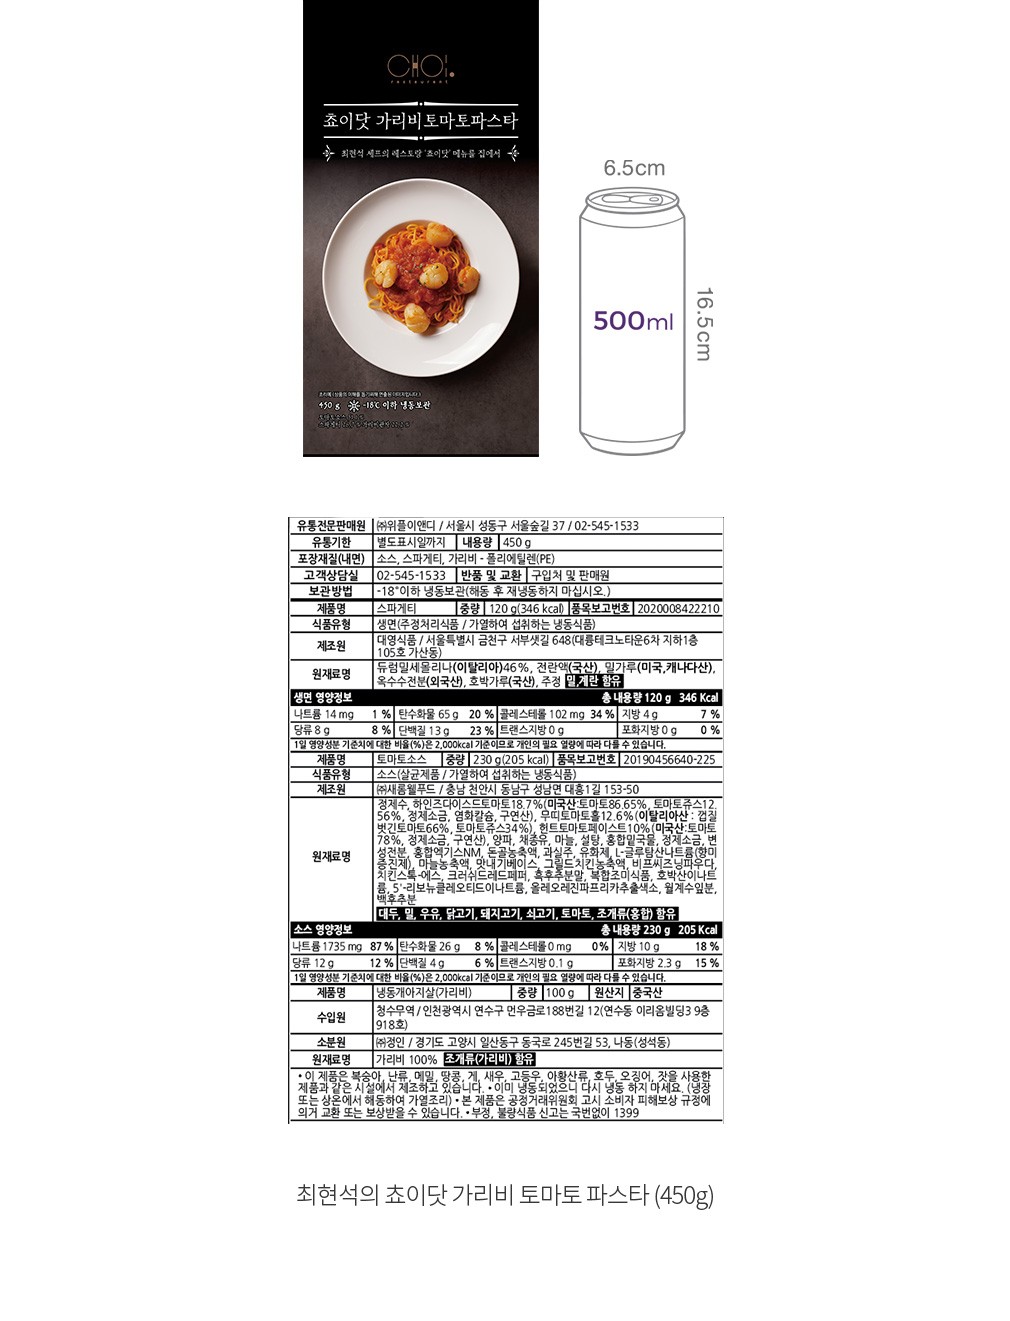 CHOI.
restaurant
쵸이닷 가리비토마토파스타
최현석 셰프의 레스토랑 '쵸이닷' 메뉴를 집에서
450 g -18℃ 이하 냉동보관
6.5cm
500ml
16.5cm
유통전문판매원 ㈜위플이앤디 / 서울시 성동구 서울숲길 37 / 02-545-1533
유통기한 별도표시일까지 내용량 450 g
포장재질(내면) 소스, 스파게티, 가리비 - 폴리에틸렌(PE)
고객상담실 02-545-1533 반품 및 교환 구입처 및 판매원
보관방법 -18°이하 냉동보관(해동 후 재냉동하지 마십시오.)
제품명 스파게티 중량 120 g(346 kcal) 품목보고번호 2020008422210
식품유형 생면(주정처리식품 / 가열하여 섭취하는 냉동식품)
제조원 대영식품 / 서울특별시 금천구 서부샛길 648(대륭테크노타운6차 지하1층
105호 가산동)
원재료명 듀럼밀세몰리나(이탈리아)46%, 전란액(국산), 밀가루(미국,캐나다산),
옥수수전분(외국산), 호박가루(국산), 주정 밀,계란 함유
생면 영양정보 총 내용량 120 g 346 Kcal
나트륨 14 mg 1 % 탄수화물 65 g 20 % 콜레스테롤 102 mg 34 % 지방 4 g 7 %
당류 8 g 8 % 단백질 13 g 23 % 트랜스지방 0 g 포화지방 0 g 0 %
1일 영양성분 기준치에 대한 비율(%)은 2,000kcal 기준이므로 개인의 필요 열량에 따라 다를 수 있습니다.
제품명 토마토소스 중량 230 g(205 kcal) 품목보고번호 20190456640-225
식품유형 소스(살균제품 / 가열하여 섭취하는 냉동식품)
제조원 ㈜새롬웰푸드 / 충남 천안시 동남구 성남면 대흥1길 153-50
원재료명 정제수, 하인즈다이스드토마토18.7%(미국산:토마토86.65%, 토마토쥬스12.
56%, 정제소금, 염화칼슘, 구연산), 무띠토마토홀12.6%(이탈리아산 : 껍질
벗긴토마토66%, 토마토쥬스34%), 헌트토마토페이스트10%(미국산:토마토
78%, 정제소금, 구연산), 양파, 채종유, 마늘, 설탕, 홍합밑국물, 정제소금, 변
성전분, 홍합엑기스NM, 돈골농축액, 과실주, 유화제, L-글루탐산나트륨(향미
증진제), 마늘농축액, 맛내기베이스, 그릴드치킨농축액, 비프씨즈닝파우다,
치킨스톡-에스, 크러쉬드레드페퍼, 흑후추분말, 복합조미식품, 호박산이나트
륨, 5'-리보뉴클레오티드이나트륨, 올레오레진파프리카추출색소, 월계수잎분,
백후추분
대두, 밀, 우유, 닭고기, 돼지고기, 쇠고기, 토마토, 조개류(홍합) 함유
소스 영양정보 총 내용량 230 g 205 Kcal
나트륨 1735 mg 87 % 탄수화물 26 g 8 % 콜레스테롤 0 mg 0% 지방 10 g 18 %
당류 12 g 12 % 단백질 4 g 6 % 트랜스지방 0.1 g 포화지방 2.3 g 15 %
1일 영양성분 기준치에 대한 비율(%)은 2,000kcal 기준이므로 개인의 필요 열량에 따라 다를 수 있습니다.
제품명 냉동개아지살(가리비) 중량 100 g 원산지 중국산
수입원 청수무역 / 인천광역시 연수구 먼우금로188번길 12(연수동 이리옴빌딩3 9층
918호)
소분원 ㈜정인 / 경기도 고양시 일산동구 동국로 245번길 53, 나동(성석동)
원재료명 가리비 100% 조개류(가리비) 함유
• 이 제품은 복숭아, 난류, 메밀, 땅콩, 게, 새우, 고등우, 아황산류, 호두, 오징어, 잣을 사용한
제품과 같은 시설에서 제조하고 있습니다. • 이미 냉동되었으니 다시 냉동 하지 마세요. (냉장
또는 상온에서 해동하여 가열조리) • 본 제품은 공정거래위원회 고시 소비자 피해보상 규정에
의거 교환 또는 보상받을 수 있습니다. • 부정, 불량식품 신고는 국번없이 1399
최현석의 쵸이닷 가리비 토마토 파스타 (450g)